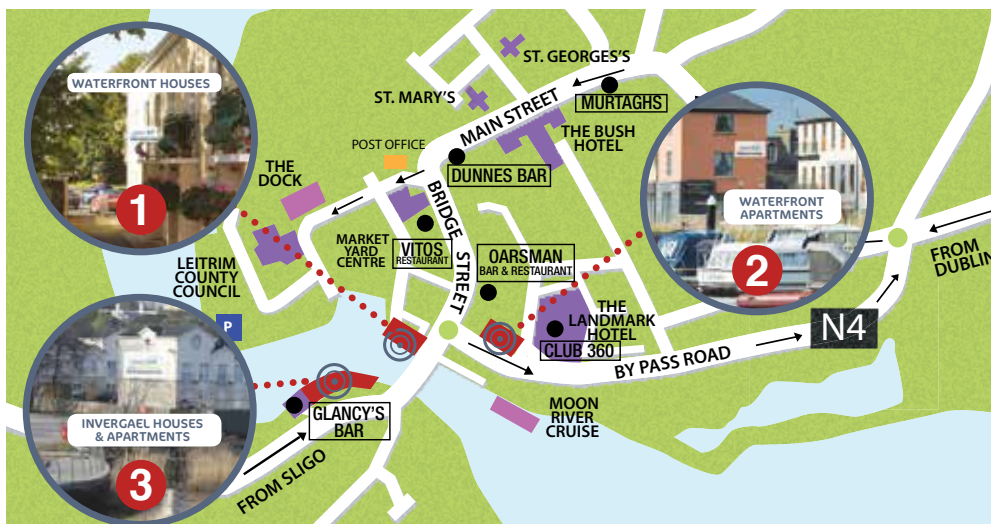 WATERFRONT HOUSES
1
ST. GEORGES'S
ST. MARY'S
MAIN STREET
MURTAGHS
THE BUSH
HOTEL
POST OFFICE
DUNNES BAR
THE
DOCK
BRIDGE
STREET
MARKET
YARD
CENTRE
VITOS
RESTAURANT
OARSMAN
BAR & RESTAURANT
WATERFRONT
APARTMENTS
2
FROM
DUBLIN
LEITRIM
COUNTY
COUNCIL
P
THE
LANDMARK
HOTEL
CLUB 360
N4
BY PASS ROAD
MOON
RIVER
CRUISE
GLANCY'S
BAR
INVERGAEL HOUSES
& APARTMENTS
3
FROM SLIGO